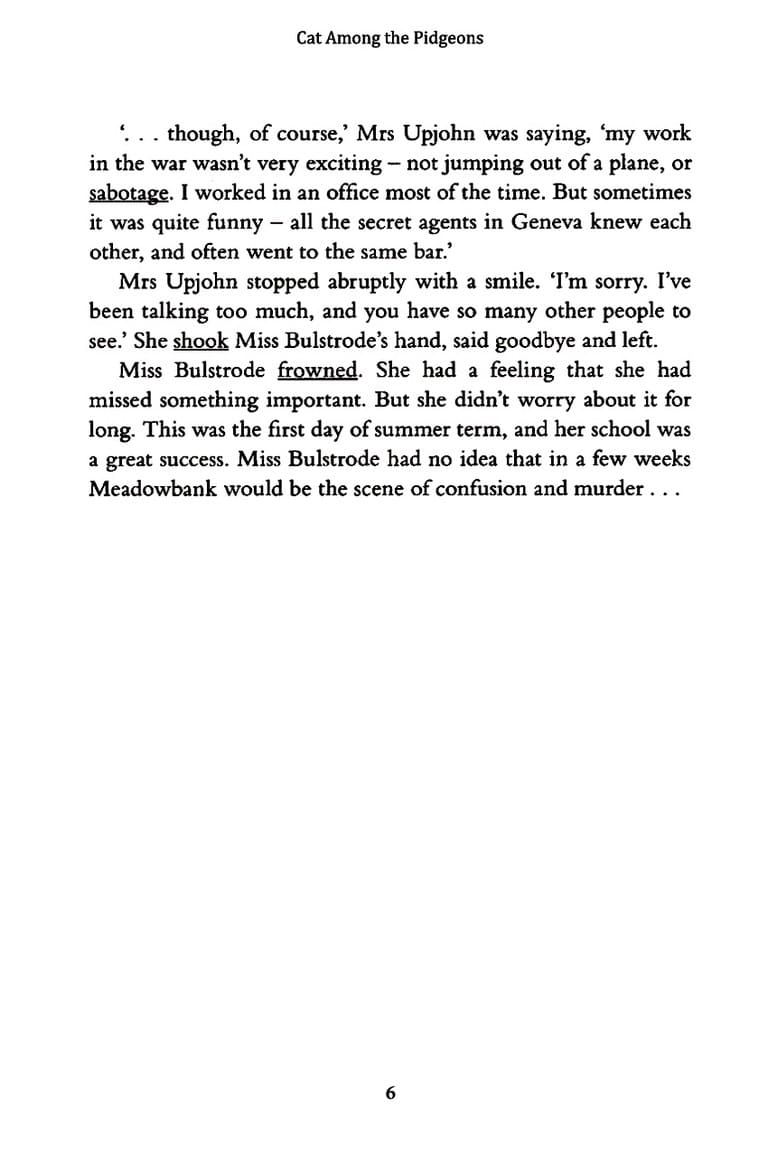 Cat Among the Pidgeons
‘. . . though, of course,’ Mrs Upjohn was saying, ‘my work
in the war wasn’t very exciting – not jumping out of a plane, or
sabotage. I worked in an office most of the time. But sometimes
it was quite funny – all the secret agents in Geneva knew each
other, and often went to the same bar.’
Mrs Upjohn stopped abruptly with a smile. ‘I’m sorry. I’ve
been talking too much, and you have so many other people to
see.’ She shook Miss Bulstrode’s hand, said goodbye and left.
Miss Bulstrode frowned. She had a feeling that she had
missed something important. But she didn’t worry about it for
long. This was the first day of summer term, and her school was
a great success. Miss Bulstrode had no idea that in a few weeks
Meadowbank would be the scene of confusion and murder . . .
6